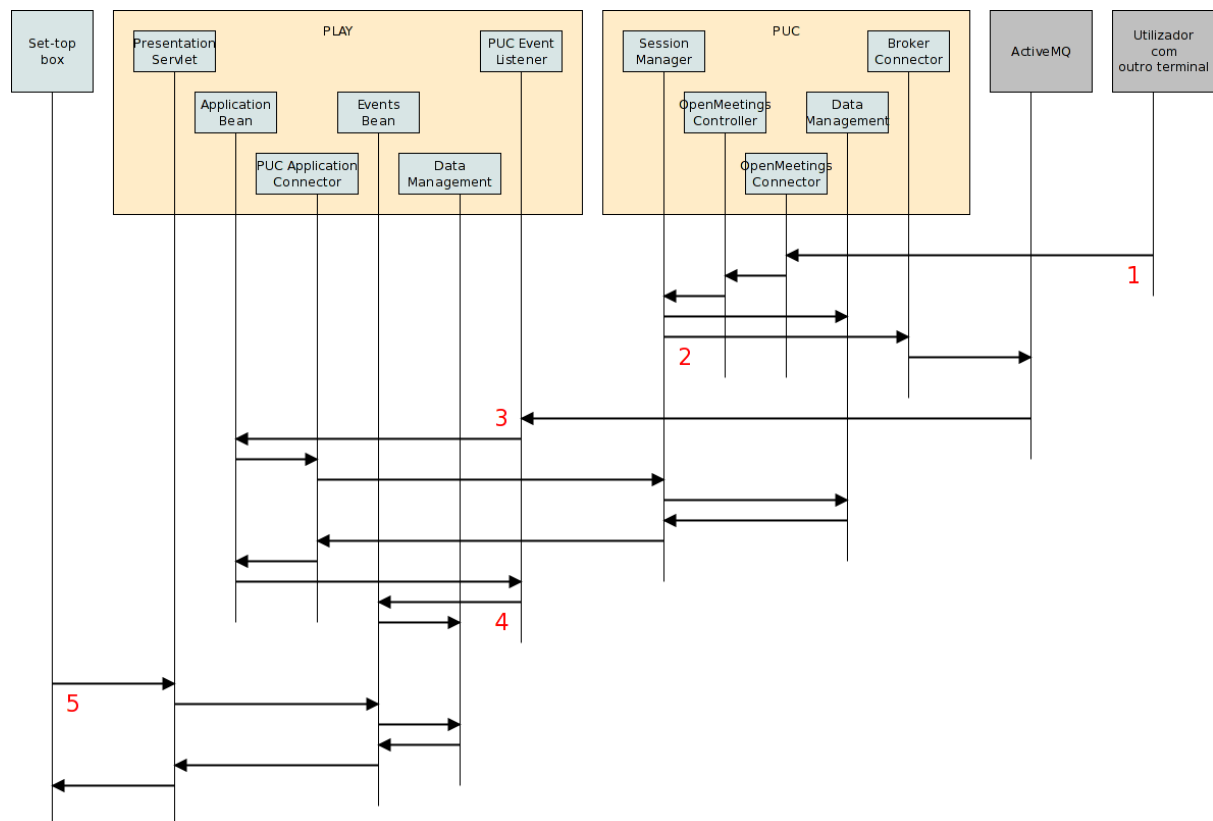 Set-top
box
PLAY
Presentation
Servlet
PUC Event
Listener
Application
Bean
Events
Bean
PUC Application
Connector
Data
Management
PUC
Session
Manager
Broker
Connector
OpenMeetings
Controller
Data
Management
OpenMeetings
Connector
ActiveMQ
Utilizador
com
outro terminal
1
2
3
4
5